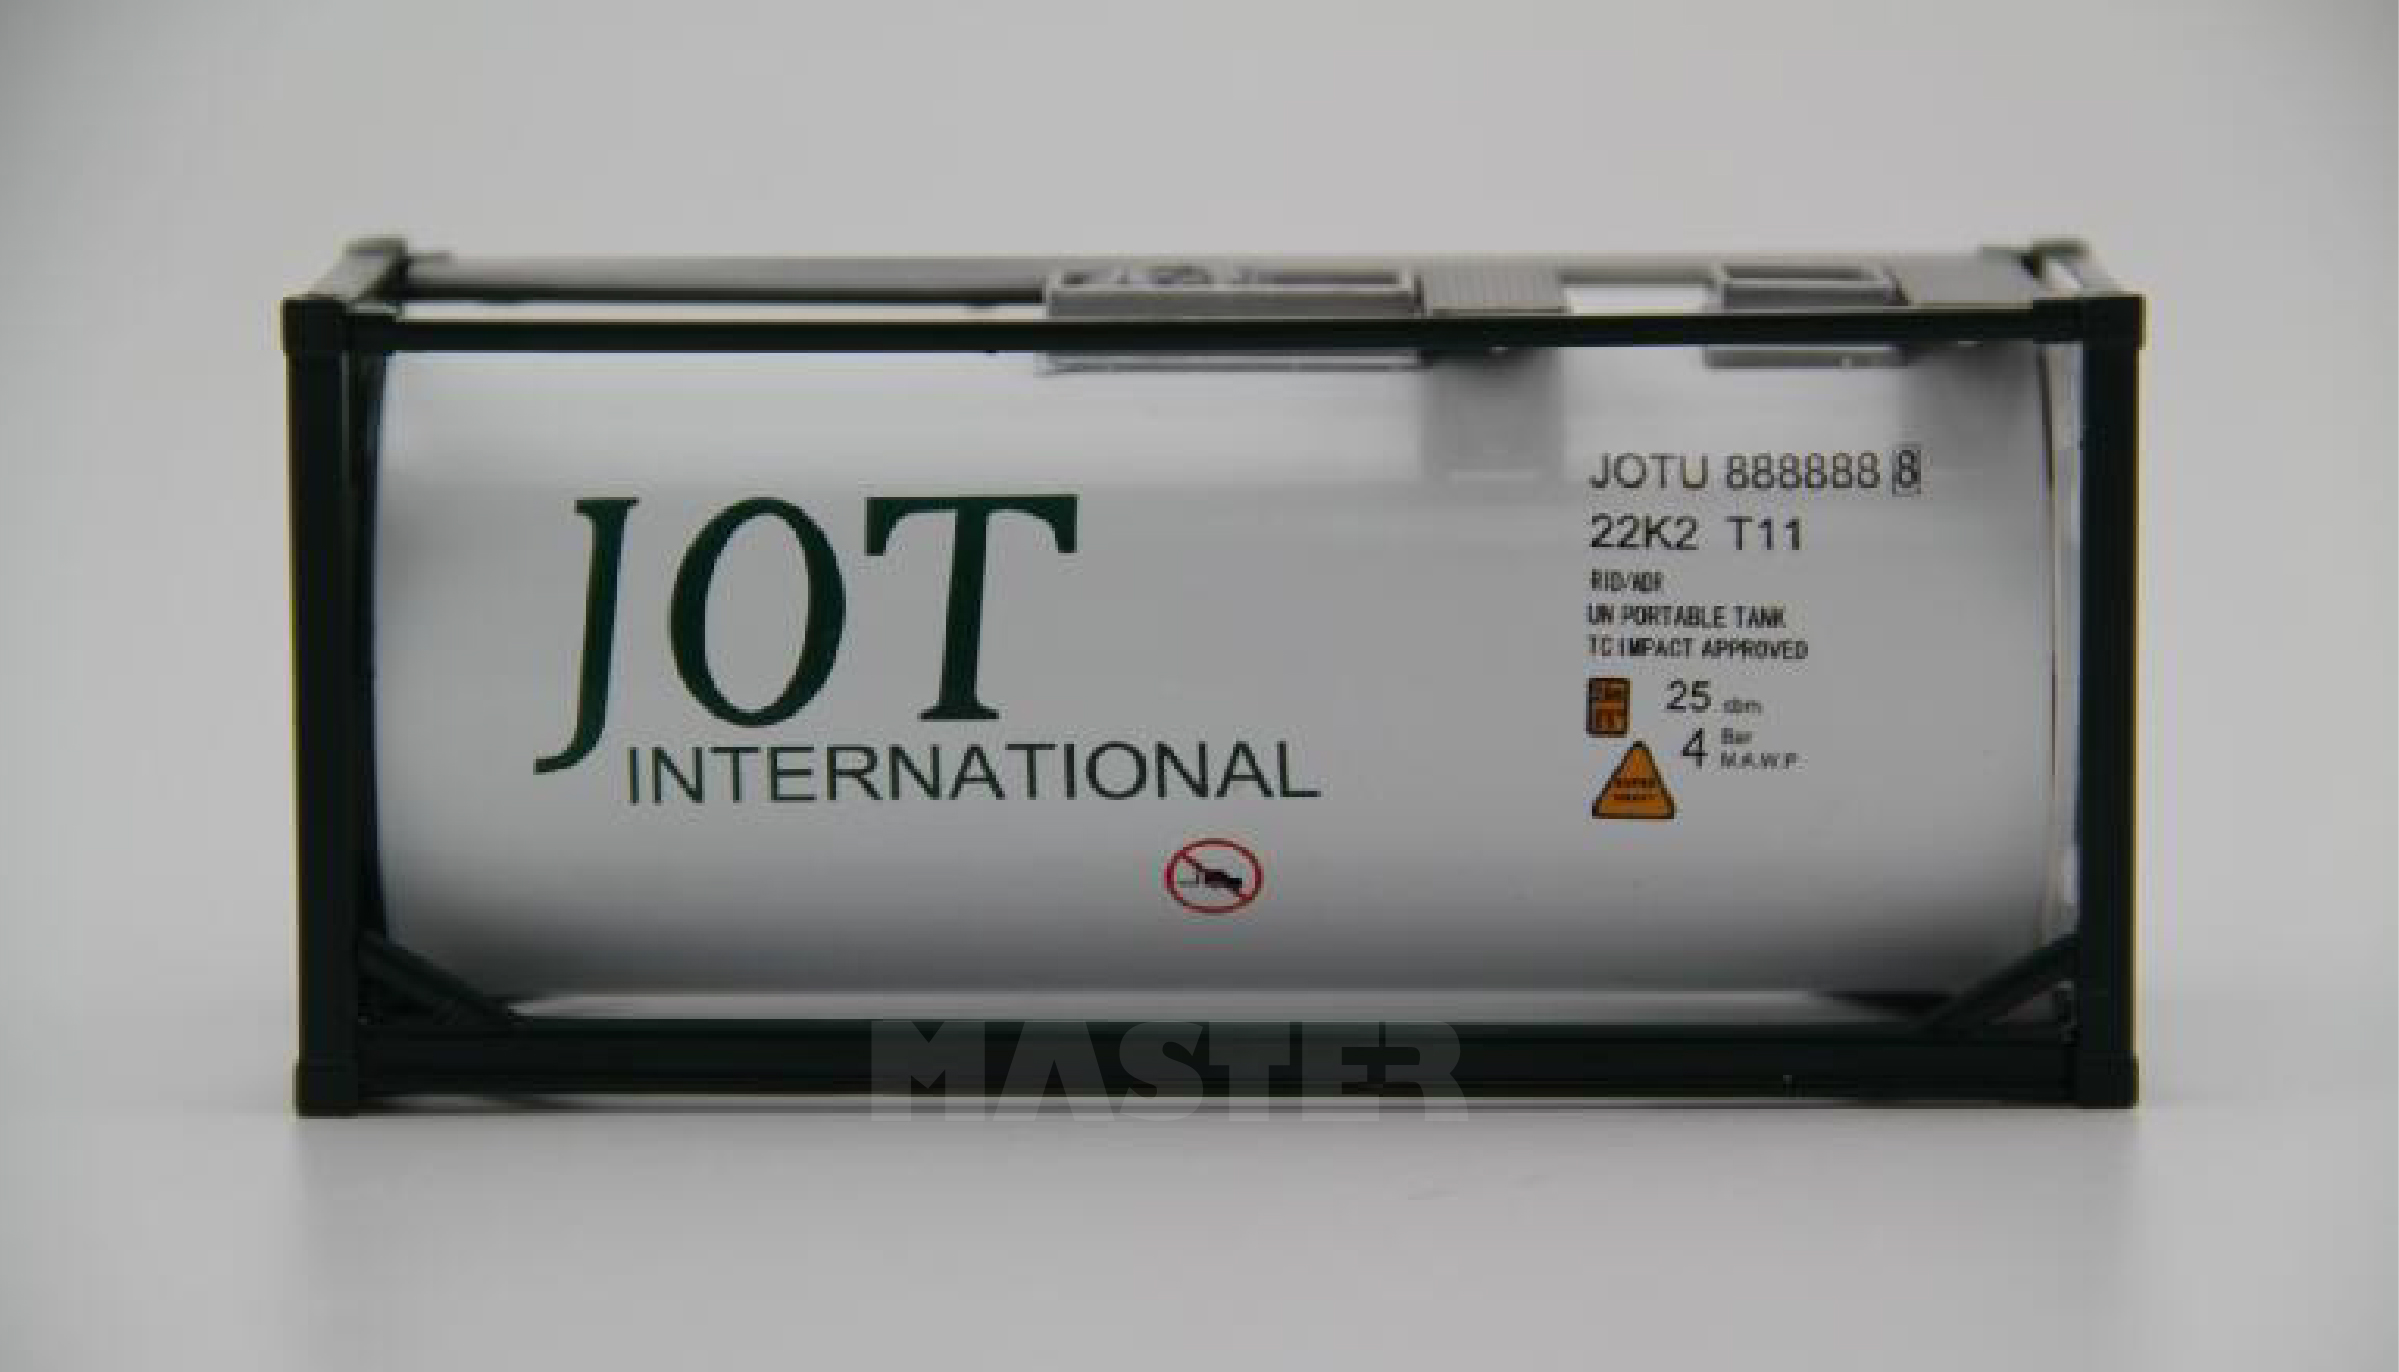 JOT
INTERNATIONAL
JOTU 888888 8
22K2 T11
RID/ADR
UN PORTABLE TANK
TC IMPACT APPROVED
25 cbm
4 Bar
M.A.W.P
MASTER